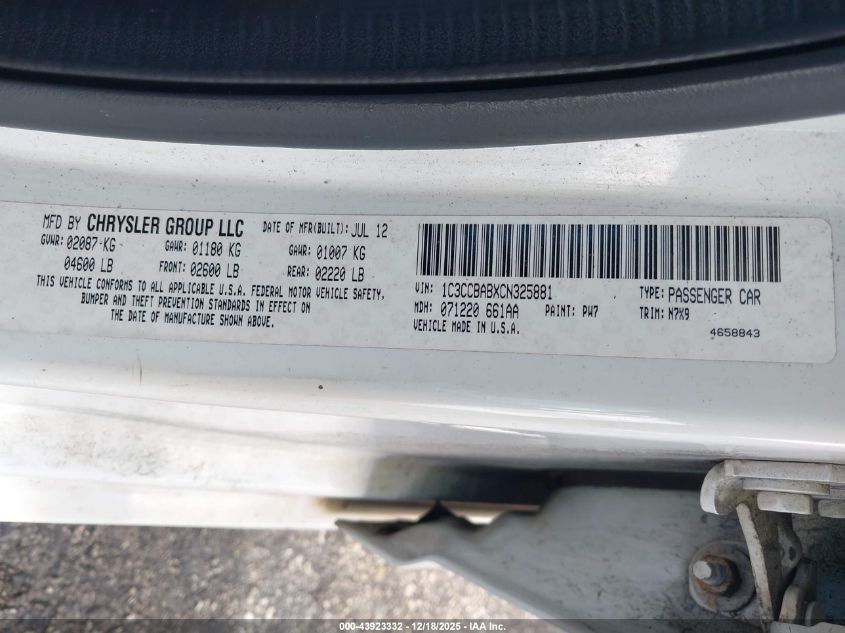 MFD BY CHRYSLER GROUP LLC DATE OF MFR(BUILT): JUL 12
GVWR: 02087 KG GAWR: 01180 KG GAWR: 01007 KG
04600 LB FRONT: 02600 LB REAR: 02220 LB
THIS VEHICLE CONFORMS TO ALL APPLICABLE U.S.A. FEDERAL MOTOR VEHICLE SAFETY,
BUMPER AND THEFT PREVENTION STANDARDS IN EFFECT ON
THE DATE OF MANUFACTURE SHOWN ABOVE.
VIN: 1C3CCBABXCN325881 TYPE: PASSENGER CAR
MDH: 071220 661AA PAINT: PW7 TRIM: N7K9
VEHICLE MADE IN U.S.A. 4658843
000-43923332 - 12/18/2025 - IAA, Inc.